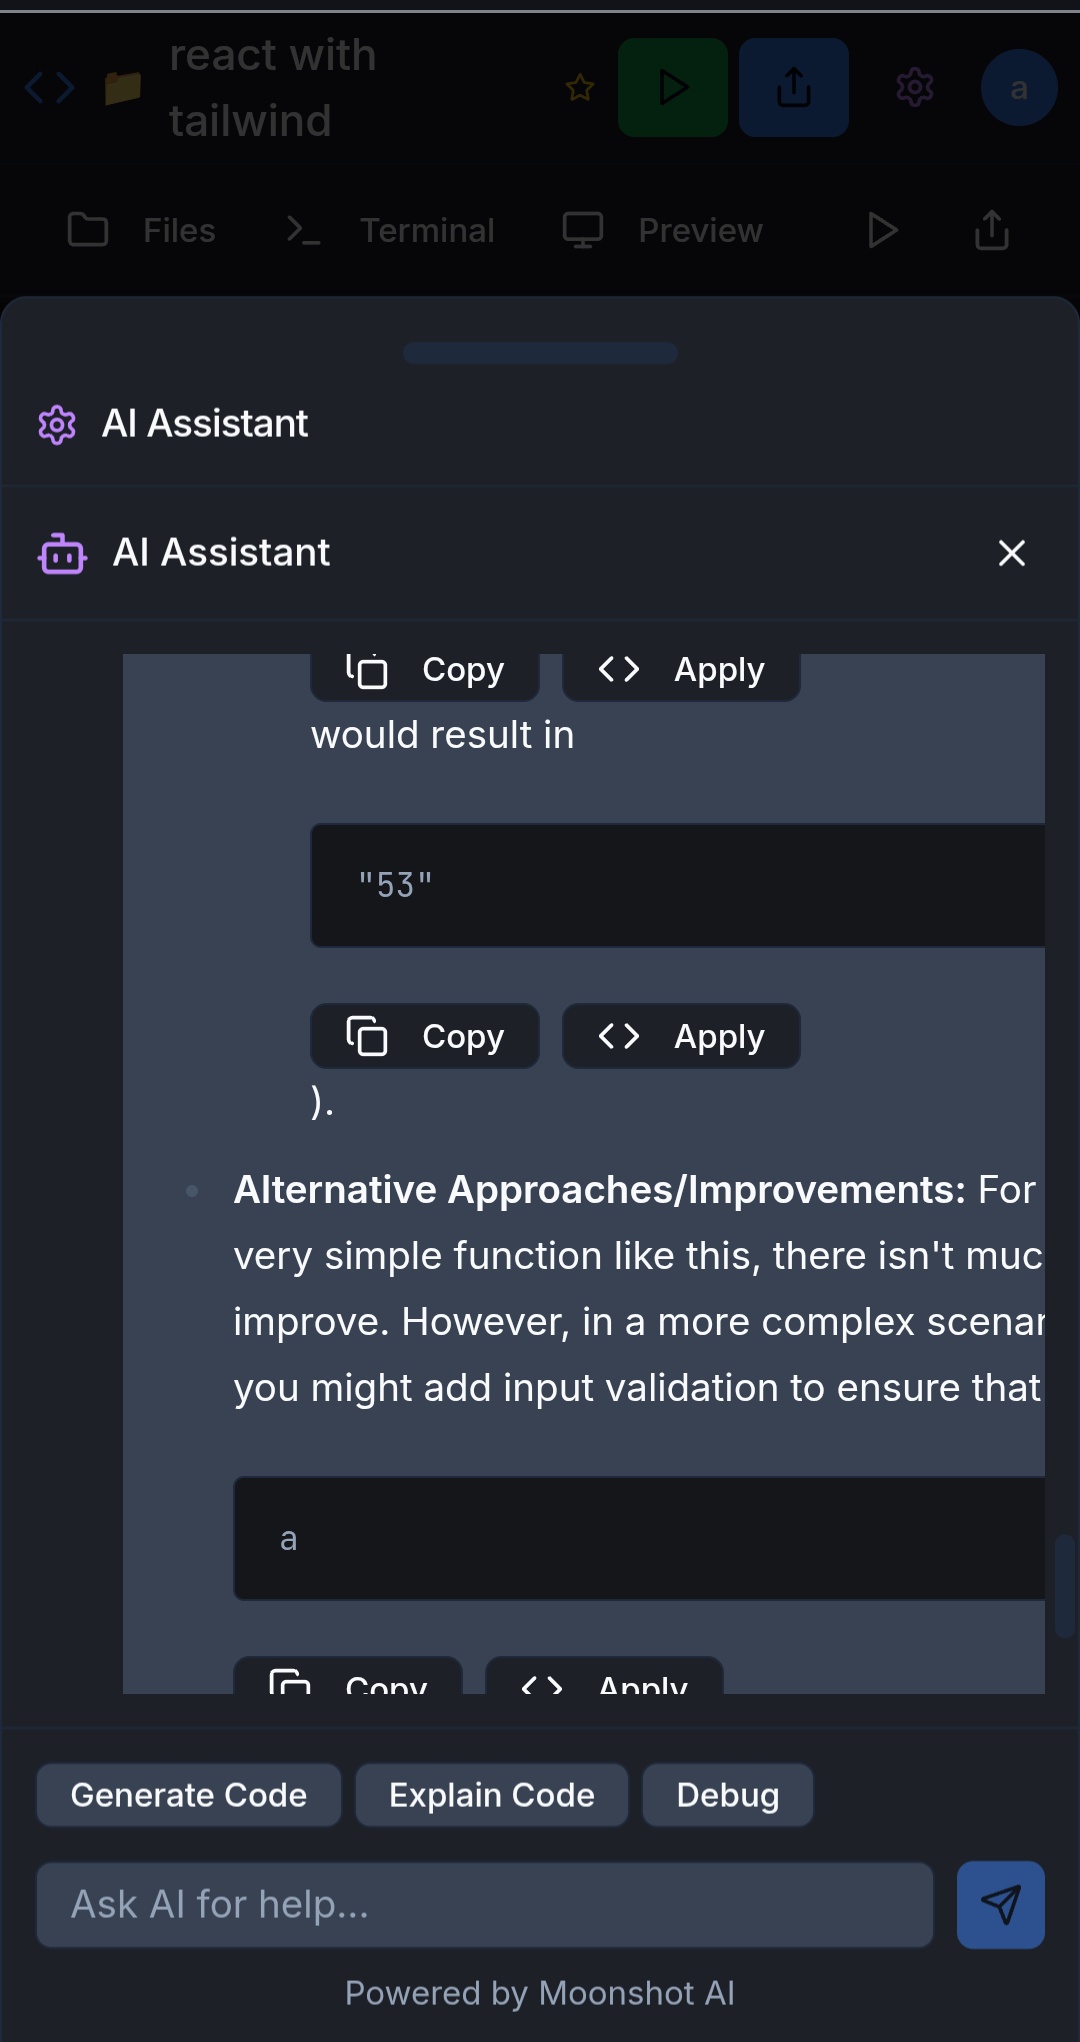 react with
tailwind
a
Files
Terminal
Preview
AI Assistant
AI Assistant
Copy
Apply
would result in
"53"
Copy
Apply
).
Alternative Approaches/Improvements: For
very simple function like this, there isn't muc
improve. However, in a more complex scenar
you might add input validation to ensure that
a
Copy
Apply
Generate Code
Explain Code
Debug
Ask AI for help...
Powered by Moonshot AI